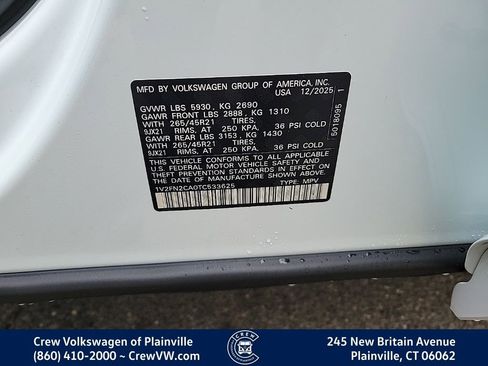 MFD. BY VOLKSWAGEN GROUP OF AMERICA, INC.
USA 12/2025
GVWR LBS 5930, KG 2690
GAWR FRONT LBS 2888, KG 1310
WITH 265/45R21 TIRES,
9JX21 RIMS, AT 250 KPA, 36 PSI COLD
GAWR REAR LBS 3153, KG 1430
WITH 265/45R21 TIRES,
9JX21 RIMS, AT 250 KPA, 36 PSI COLD
THIS VEHICLE CONFORMS TO ALL APPLICABLE
U.S. FEDERAL MOTOR VEHICLE SAFETY AND
THEFT PREVENTION STANDARDS IN EFFECT ON
THE DATE OF MANUFACTURE SHOWN ABOVE.
1V2FN2CA0TC533625 TYPE: MPV
5018095 1
Crew Volkswagen of Plainville
(860) 410-2000 ~ CrewVW.com
245 New Britain Avenue
Plainville, CT 06062